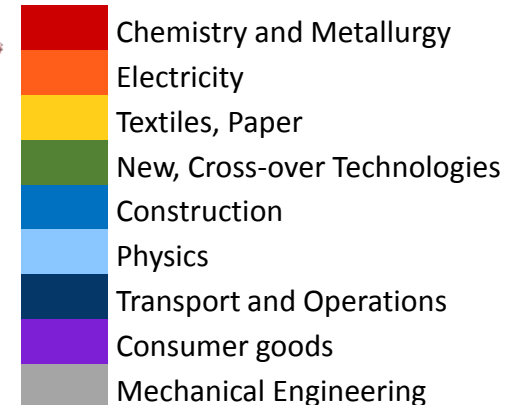 Chemistry and Metallurgy
Electricity
Textiles, Paper
New, Cross-over Technologies
Construction
Physics
Transport and Operations
Consumer goods
Mechanical Engineering